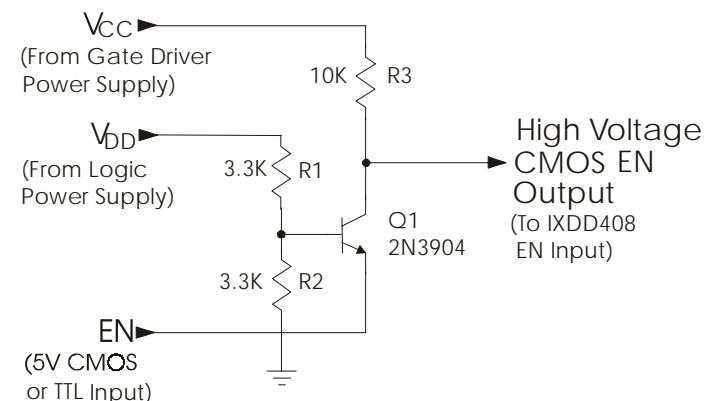 VCC
(From Gate Driver
Power Supply)
10K R3
VDD
(From Logic
Power Supply)
3.3K R1
High Voltage
CMOS EN
Output
(To IXDD408
EN Input)
Q1
2N3904
3.3K R2
EN
(5V CMOS
or TTL Input)